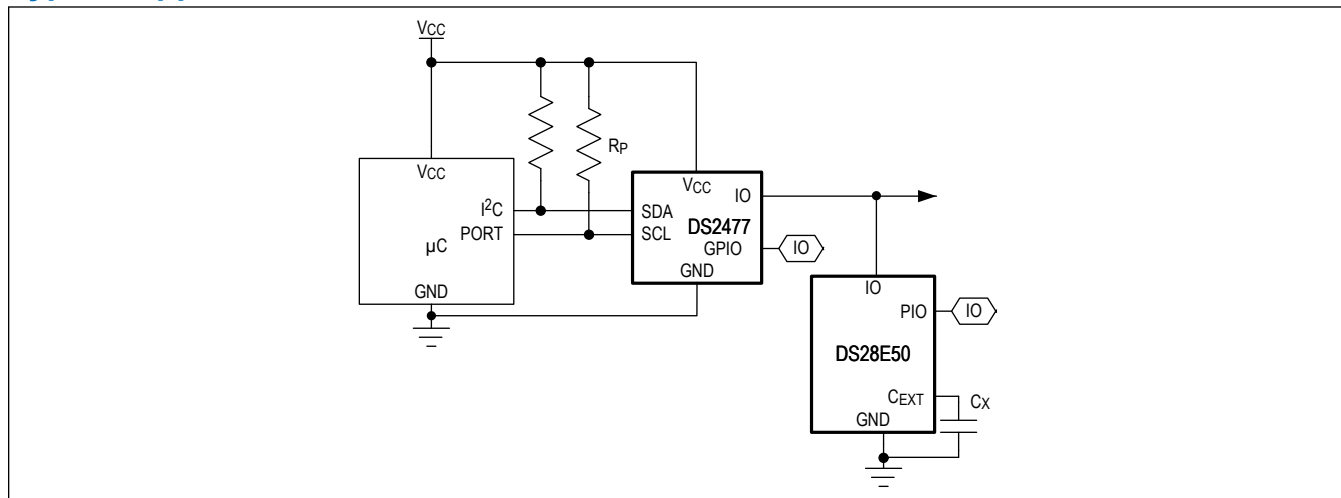 VCC
RP
VCC
I²C
PORT
µC
GND
VCC
IO
SDA
SCL
DS2477
GPIO
GND
IO
IO
PIO
IO
DS28E50
CEXT
CX
GND